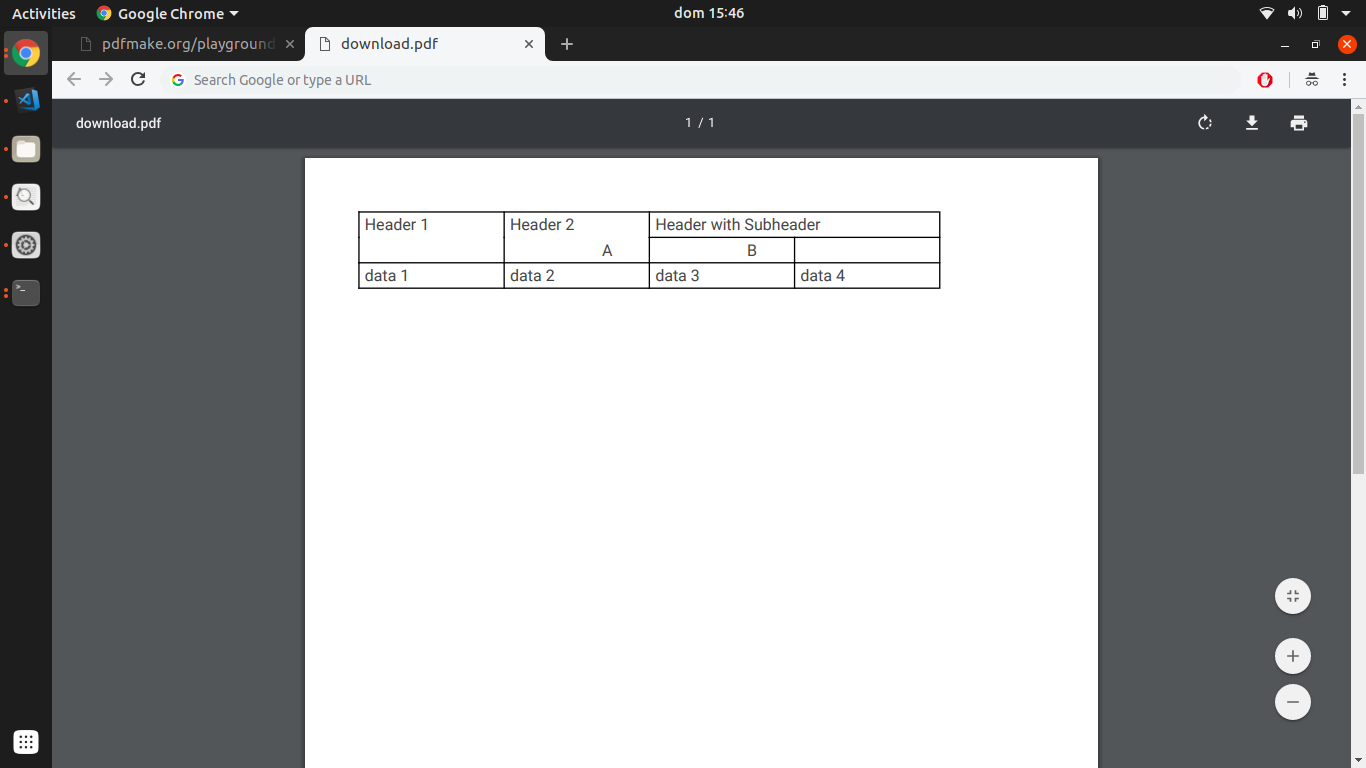 Activities Google Chrome dom 15:46
pdfmake.org/playground download.pdf
Search Google or type a URL
download.pdf 1 / 1
Header 1 Header 2 Header with Subheader
A B
data 1 data 2 data 3 data 4